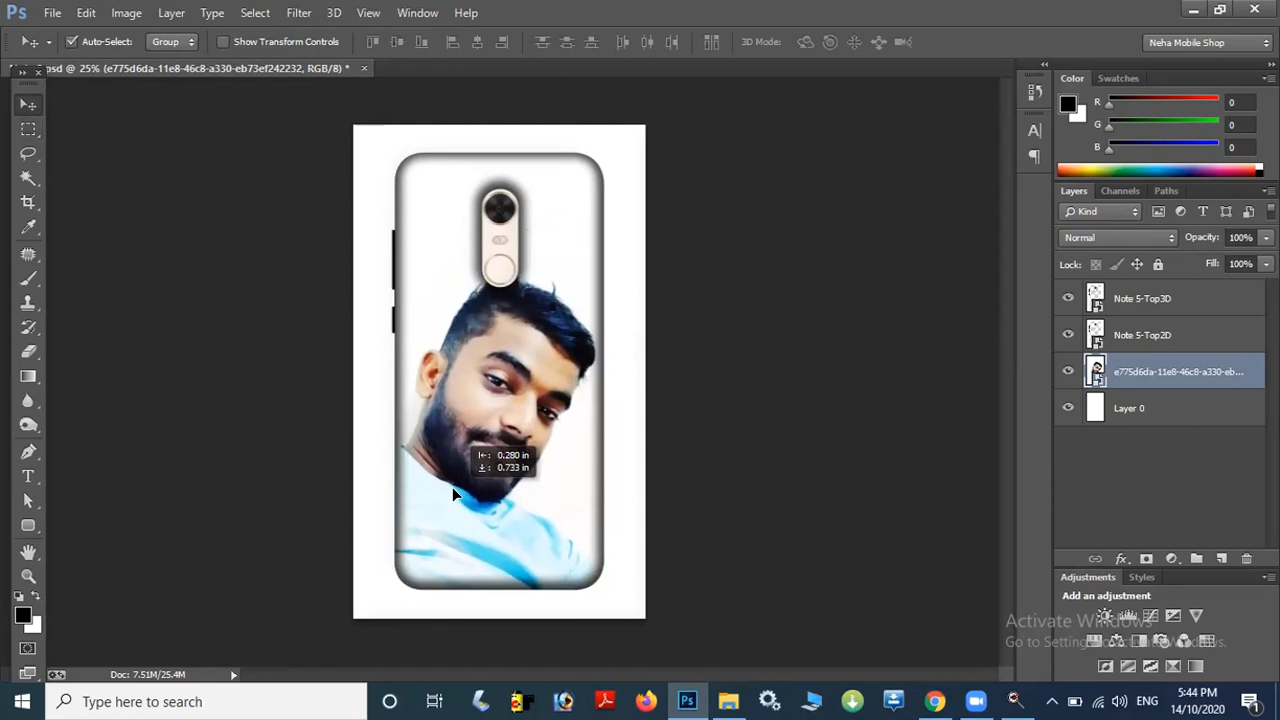 Ps File Edit Image Layer Type Select Filter 3D View Window Help
Auto-Select: Group Show Transform Controls 3D Mode: Neha Mobile Shop
psd @ 25% (e775d6da-11e8-46c8-a330-eb73ef242232, RGB/8) * ×
Color Swatches
R 0
G 0
B 0
Layers Channels Paths
Kind
Normal Opacity: 100%
Lock: Fill: 100%
Note 5-Top3D
Note 5-Top2D
e775d6da-11e8-46c8-a330-eb...
Layer 0
0.280 in
0.733 in
Adjustments Styles
Add an adjustment
Activate Windows
Go to Settings to activate Windows.
Doc: 7.51M/25.4M
Type here to search
ENG
5:44 PM
14/10/2020
1